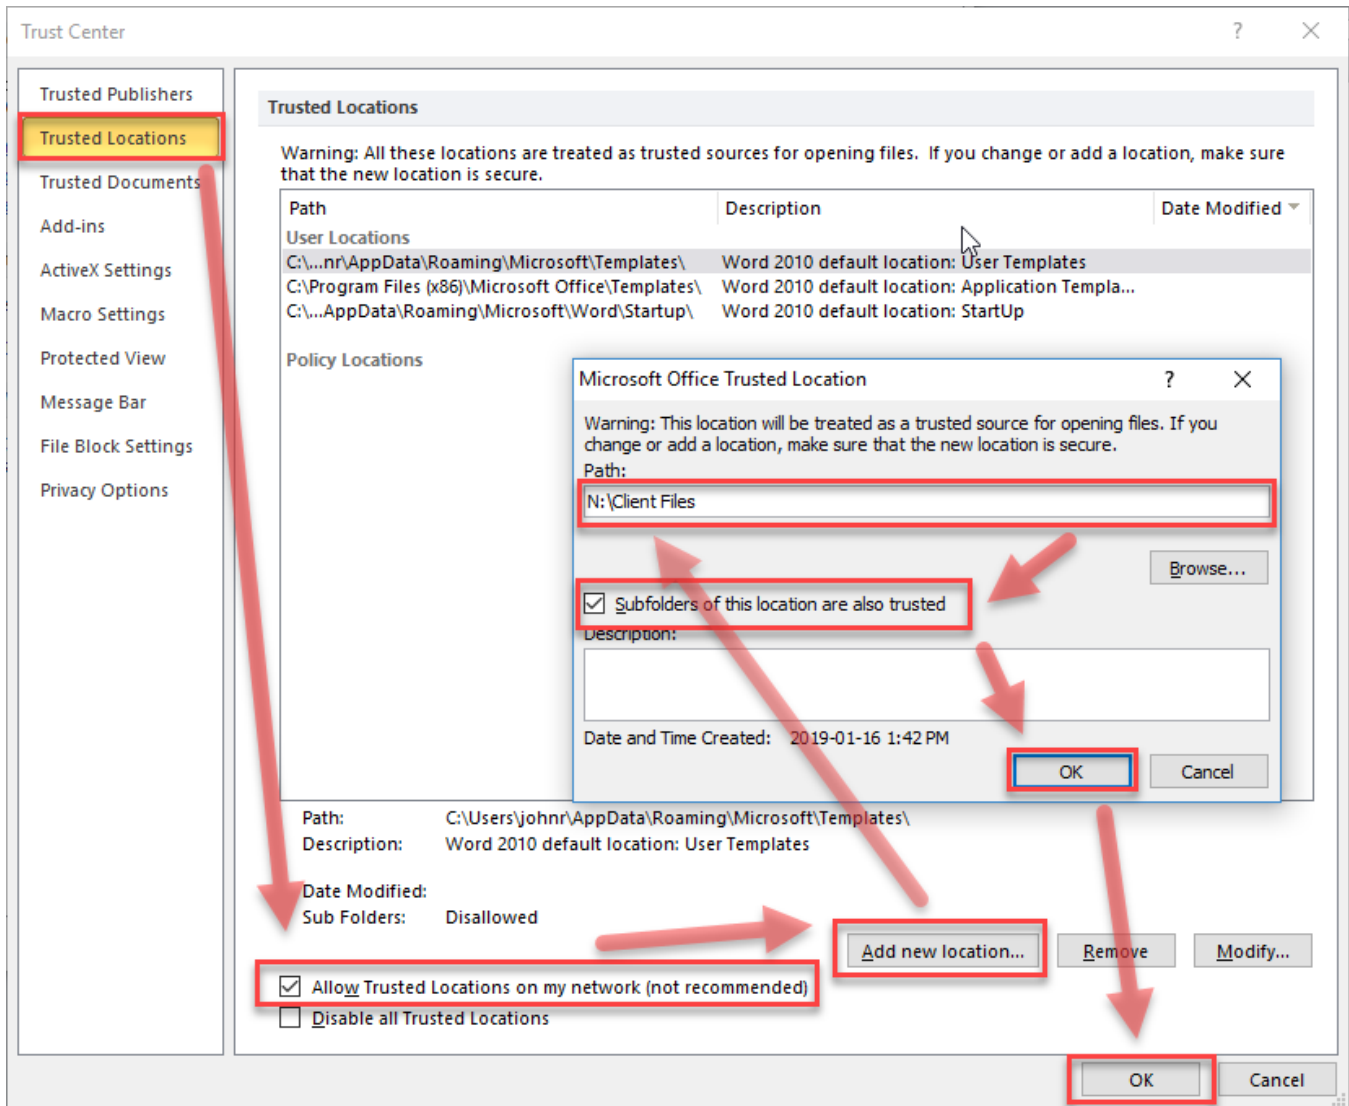 Trust Center
Trusted Publishers
Trusted Locations
Trusted Documents
Add-ins
ActiveX Settings
Macro Settings
Protected View
Message Bar
File Block Settings
Privacy Options
Trusted Locations
Warning: All these locations are treated as trusted sources for opening files.  If you change or add a location, make sure
that the new location is secure.
Path Description Date Modified
User Locations
C:\...nr\AppData\Roaming\Microsoft\Templates\ Word 2010 default location: User Templates
C:\Program Files (x86)\Microsoft Office\Templates\ Word 2010 default location: Application Templa...
C:\...AppData\Roaming\Microsoft\Word\Startup\ Word 2010 default location: StartUp
Policy Locations
Microsoft Office Trusted Location ?
Warning: This location will be treated as a trusted source for opening files. If you
change or add a location, make sure that the new location is secure.
Path:
N:\Client Files
Browse...
Subfolders of this location are also trusted
Description:
Date and Time Created: 2019-01-16 1:42 PM
OK Cancel
Path: C:\Users\johnr\AppData\Roaming\Microsoft\Templates\
Description: Word 2010 default location: User Templates
Date Modified:
Sub Folders: Disallowed
Add new location... Remove Modify...
Allow Trusted Locations on my network (not recommended)
Disable all Trusted Locations
OK Cancel